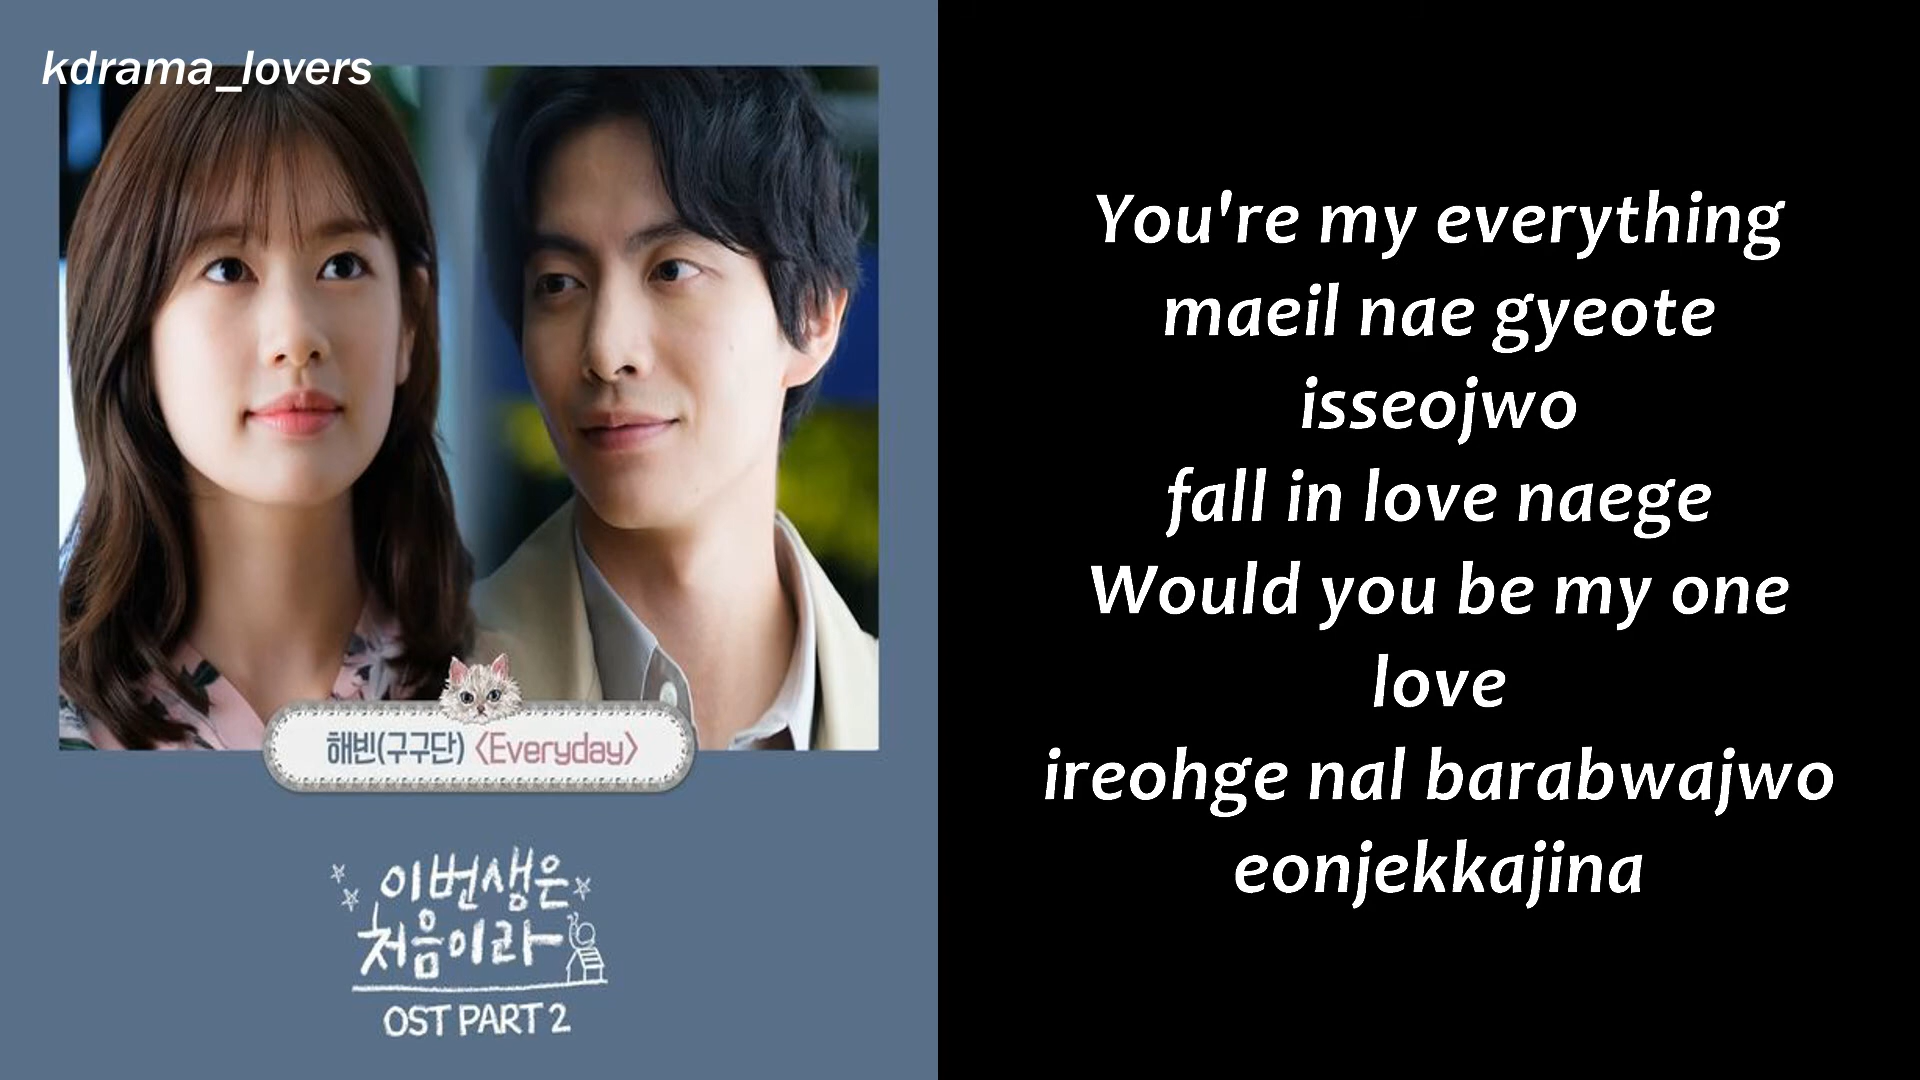 kdrama_lovers
해빈(구구단) <Everyday>
이번생은
처음이라
OST PART 2
You're my everything
maeil nae gyeote
isseojwo
fall in love naege
Would you be my one
love
ireohge nal barabwajwo
eonjekkajina